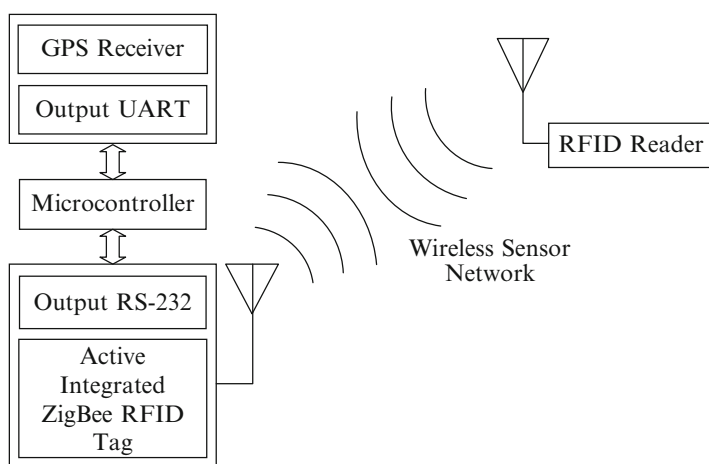 GPS Receiver
Output UART
Microcontroller
Output RS-232
Active
Integrated
ZigBee RFID
Tag
RFID Reader
Wireless Sensor
Network